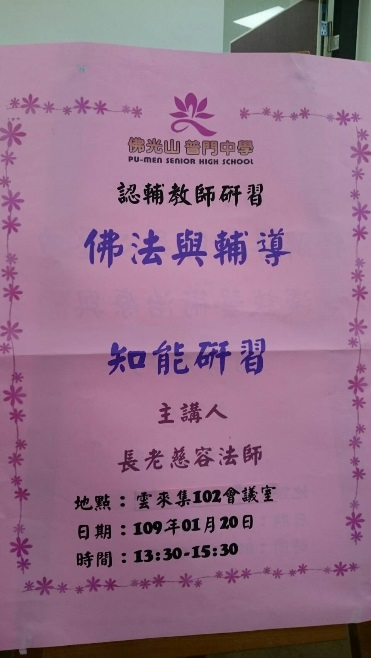 佛光山 普門中學
PU-MEN SENIOR HIGH SCHOOL
認輔教師研習
佛法與輔導
知能研習
主講人
長老慈容法師
地點：雲來集102會議室
日期：109年01月20日
時間：13:30-15:30